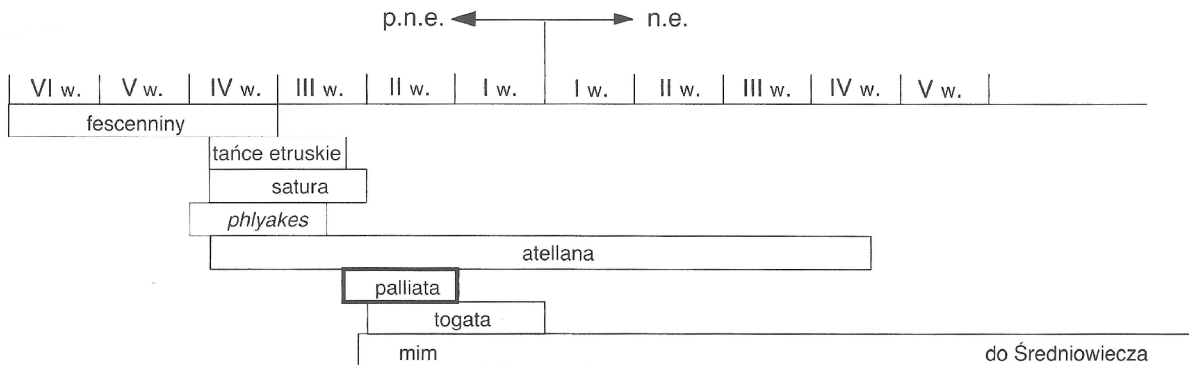 p.n.e. n.e.
VI w. V w. IV w. III w. II w. I w. I w. II w. III w. IV w. V w.
fescenniny
tańce etruskie
satura
phlyakes
atellana
palliata
togata
mim do Średniowiecza